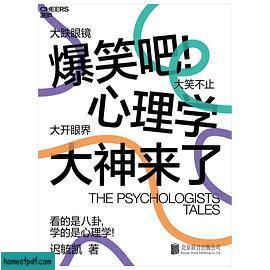 CHEERS
湛庐
大跌眼镜
爆笑吧!
大笑不止
心理学
大开眼界
大神来了
THE PSYCHOLOGISTS
TALES
看的是八卦,
学的是心理学!
迟毓凯 著
北京联合出版公司
Beijing United Publishing Co.,Ltd.
homeofpdf.com